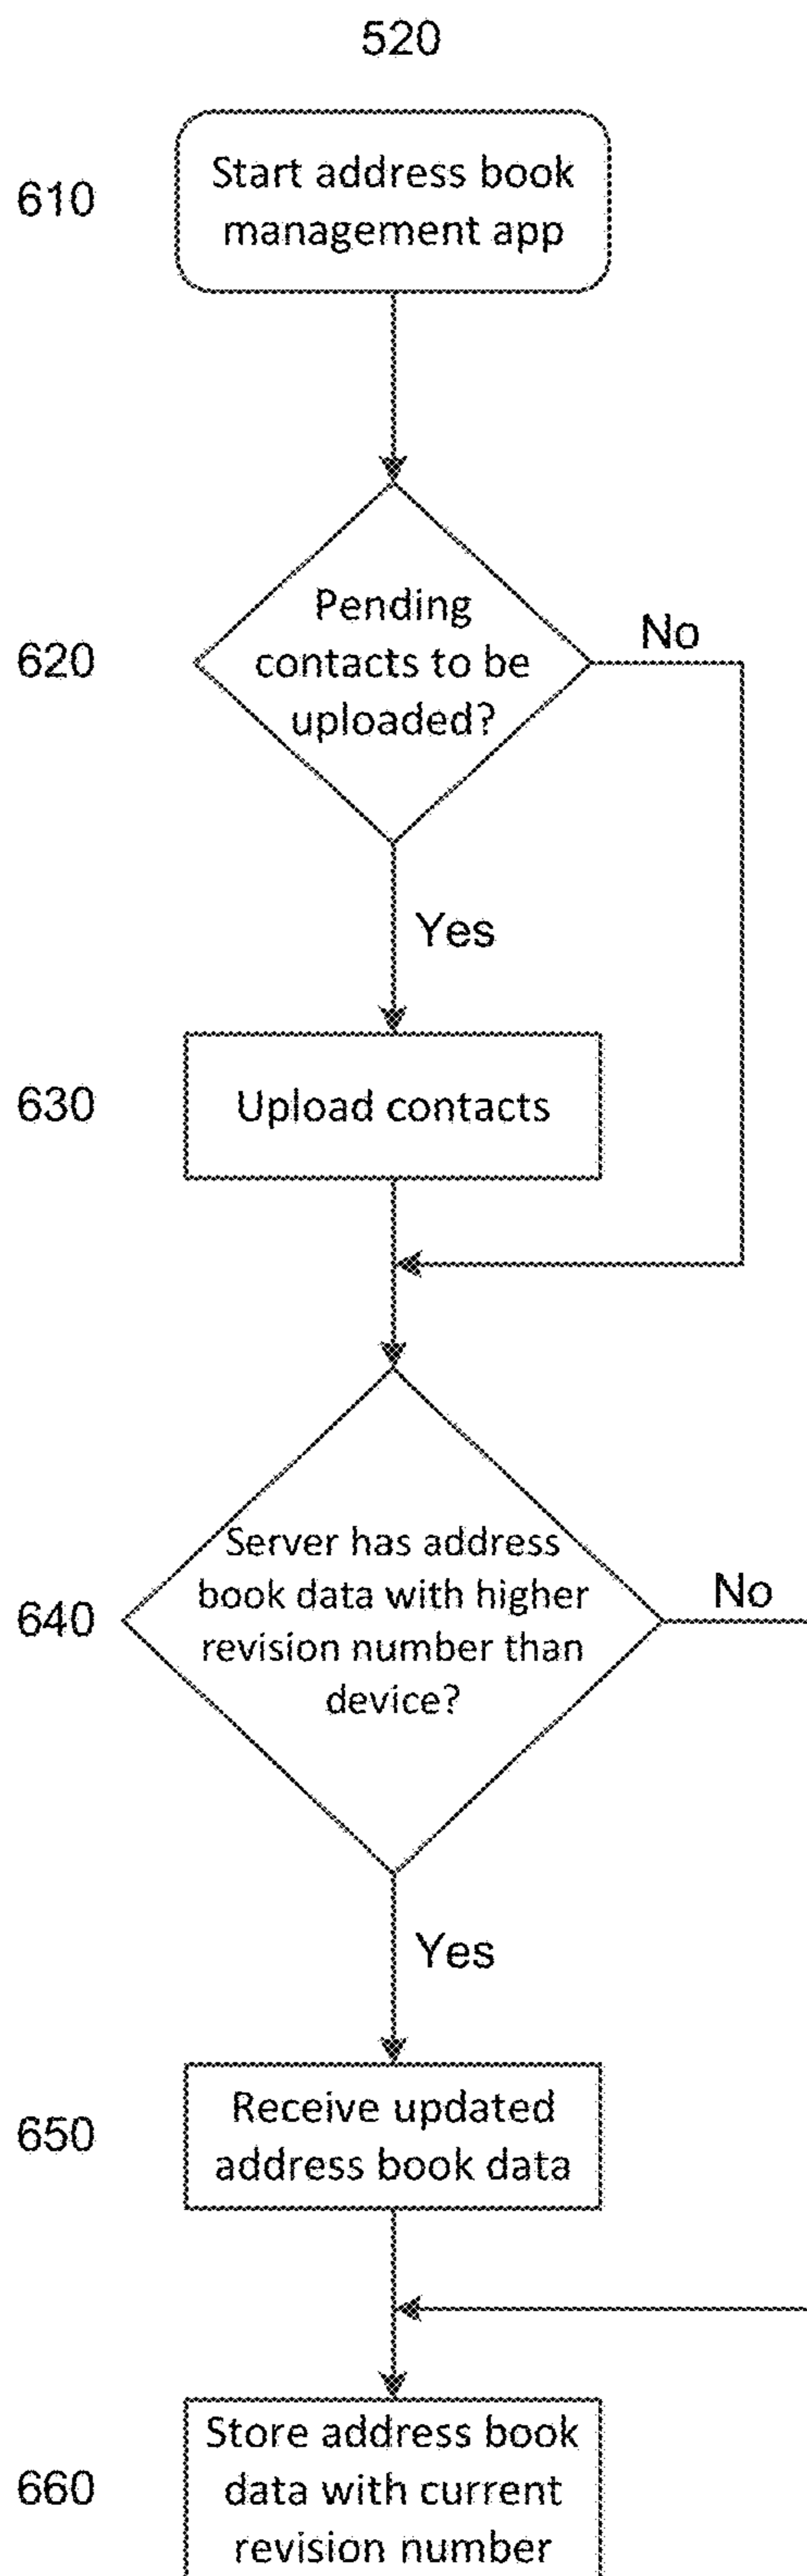 520
610
Start address book
management app
620
Pending
contacts to be
uploaded?
No
Yes
630
Upload contacts
640
Server has address
book data with higher
revision number than
device?
No
Yes
650
Receive updated
address book data
660
Store address book
data with current
revision number